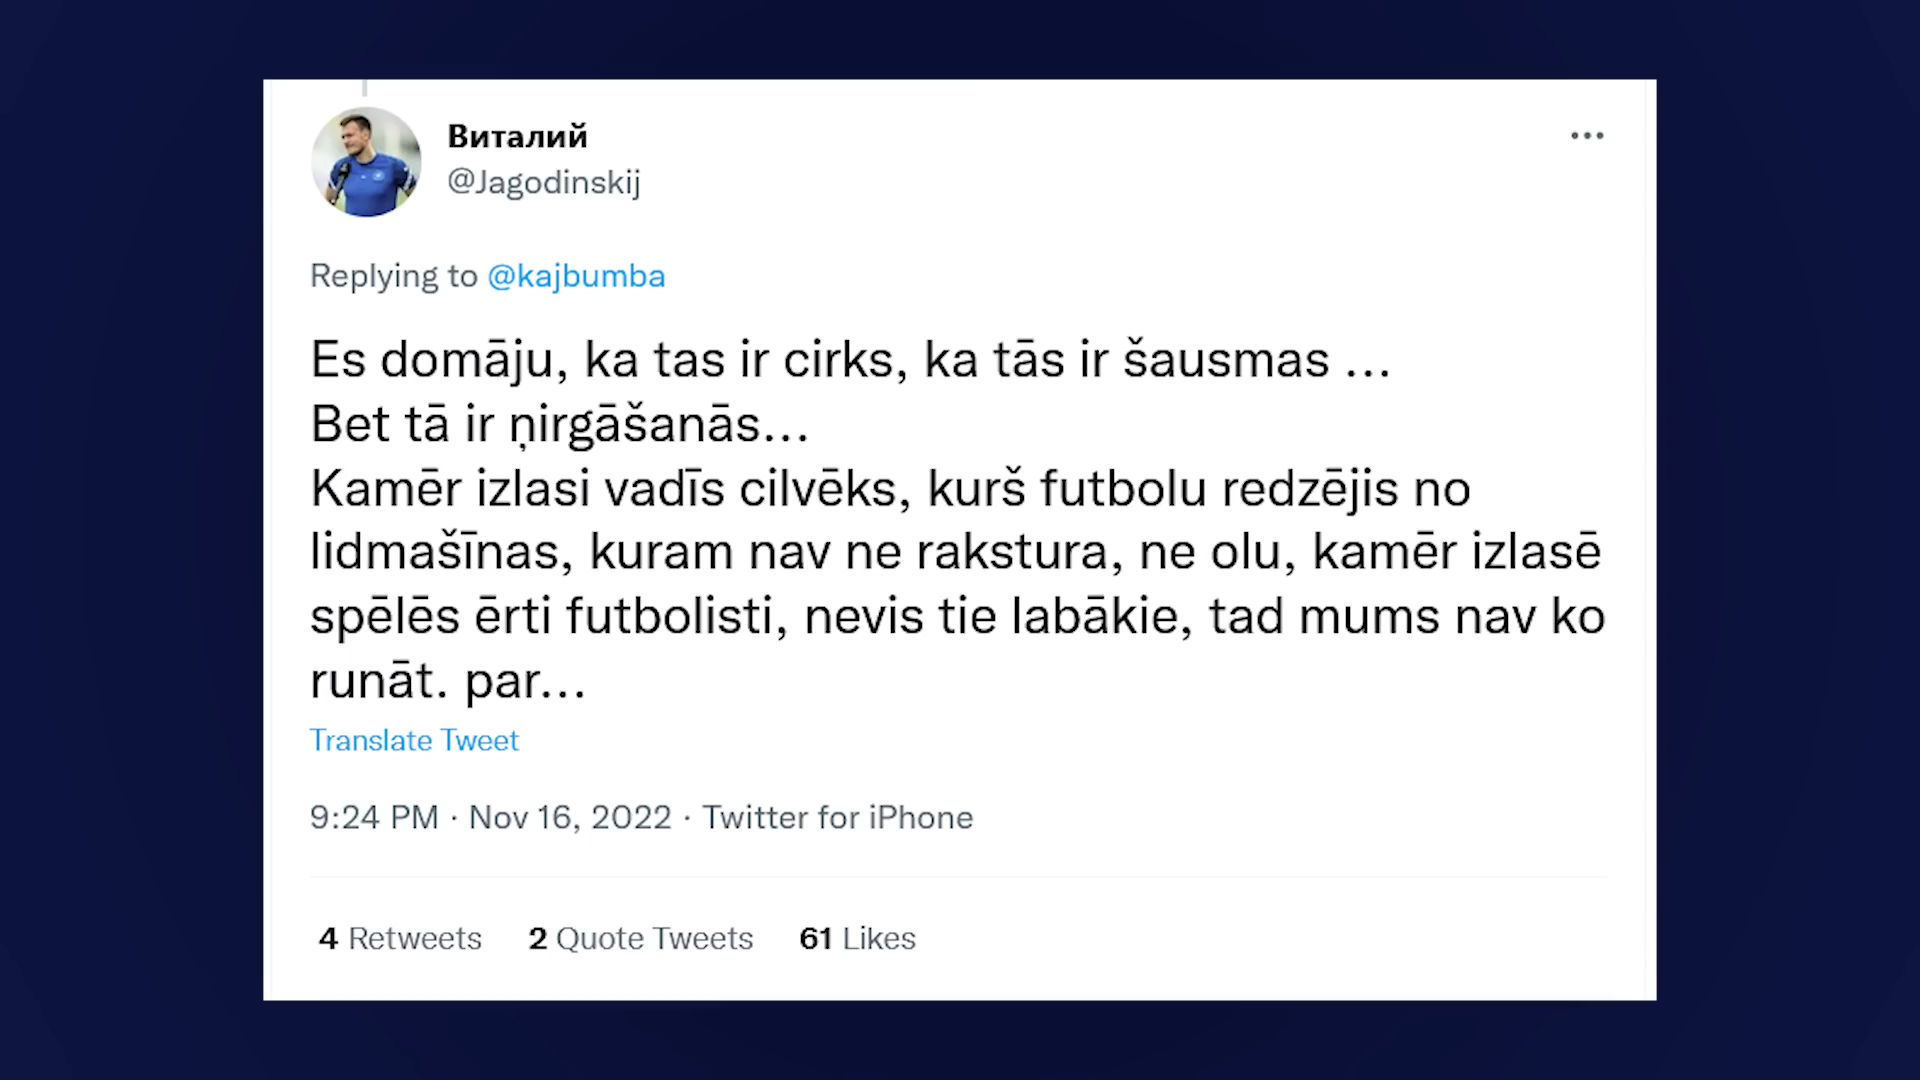 Виталий
@Jagodinskij
Replying to @kajbumba
Es domāju, ka tas ir cirks, ka tās ir šausmas ...
Bet tā ir ņirgāšanās...
Kamēr izlasi vadīs cilvēks, kurš futbolu redzējis no
lidmašīnas, kuram nav ne rakstura, ne olu, kamēr izlasē
spēlēs ērti futbolisti, nevis tie labākie, tad mums nav ko
runāt. par...
Translate Tweet
9:24 PM · Nov 16, 2022 · Twitter for iPhone
4 Retweets 2 Quote Tweets 61 Likes